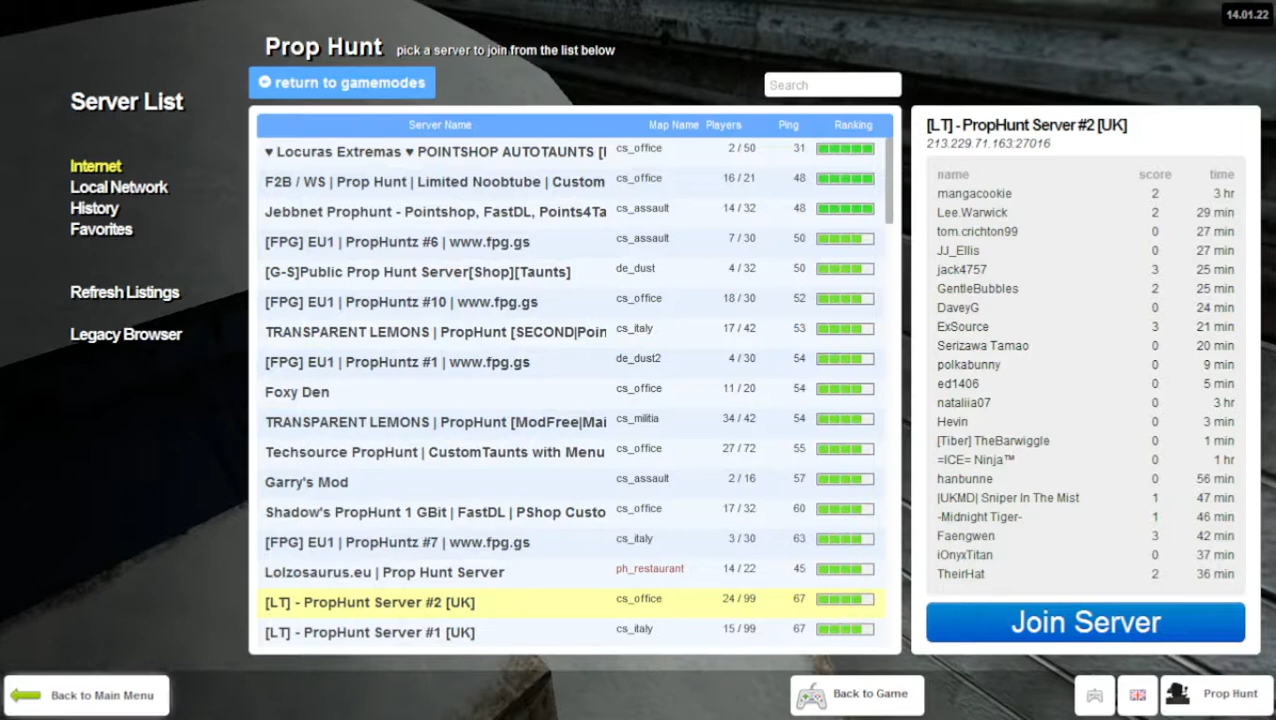 14.01.22
Prop Hunt pick a server to join from the list below
return to gamemodes
Search
Server List
Internet
Local Network
History
Favorites
Refresh Listings
Legacy Browser
Server Name Map Name Players Ping Ranking
♥ Locuras Extremas ♥ POINTSHOP AUTOTAUNTS [ cs_office 2 / 50 31
F2B / WS | Prop Hunt | Limited Noobtube | Custom cs_office 16 / 21 48
Jebbnet Prophunt - Pointshop, FastDL, Points4Ta cs_assault 14 / 32 48
[FPG] EU1 | PropHuntz #6 | www.fpg.gs cs_assault 7 / 30 50
[G-S]Public Prop Hunt Server[Shop][Taunts] de_dust 4 / 32 50
[FPG] EU1 | PropHuntz #10 | www.fpg.gs cs_office 18 / 30 52
TRANSPARENT LEMONS | PropHunt [SECOND|Poin cs_italy 17 / 42 53
[FPG] EU1 | PropHuntz #1 | www.fpg.gs de_dust2 4 / 30 54
Foxy Den cs_office 11 / 20 54
TRANSPARENT LEMONS | PropHunt [ModFree|Mai cs_militia 34 / 42 54
Techsource PropHunt | CustomTaunts with Menu cs_office 27 / 72 55
Garry's Mod cs_assault 2 / 16 57
Shadow's PropHunt 1 GBit | FastDL | PShop Custo cs_office 17 / 32 60
[FPG] EU1 | PropHuntz #7 | www.fpg.gs cs_italy 3 / 30 63
Lolzosaurus.eu | Prop Hunt Server ph_restaurant 14 / 22 45
[LT] - PropHunt Server #2 [UK] cs_office 24 / 99 67
[LT] - PropHunt Server #1 [UK] cs_italy 15 / 99 67
[LT] - PropHunt Server #2 [UK]
213.229.71.163:27016
name score time
mangacookie 2 3 hr
Lee.Warwick 2 29 min
tom.crichton99 0 27 min
JJ_Ellis 0 27 min
jack4757 3 25 min
GentleBubbles 2 25 min
DaveyG 0 24 min
ExSource 3 21 min
Serizawa Tamao 0 20 min
polkabunny 0 9 min
ed1406 0 5 min
nataliia07 0 3 hr
Hevin 0 3 min
[Tiber] TheBarwiggle 0 1 min
=ICE= Ninja™ 0 1 hr
hanbunne 0 56 min
|UKMD| Sniper In The Mist 1 47 min
-Midnight Tiger- 1 46 min
Faengwen 3 42 min
iOnyxTitan 0 37 min
TheirHat 2 36 min
Join Server
Back to Main Menu
Back to Game
Prop Hunt